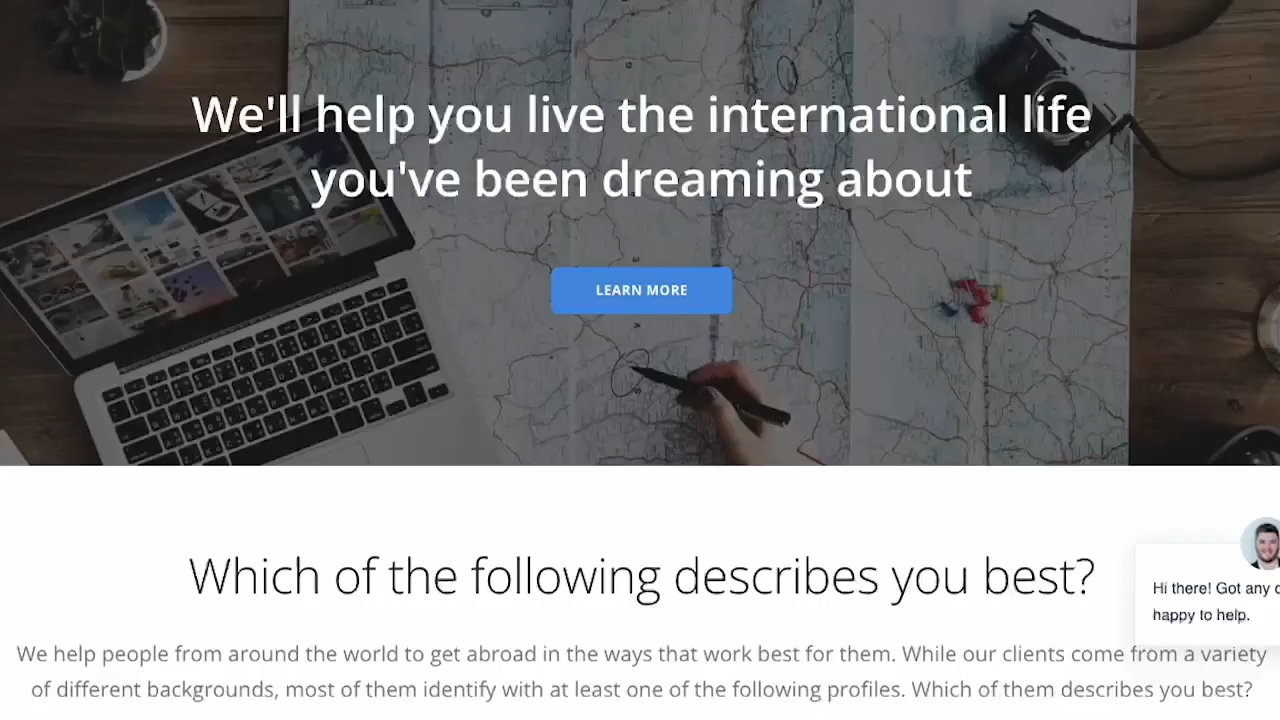 We'll help you live the international life
you've been dreaming about
LEARN MORE
Which of the following describes you best?
Hi there! Got any
happy to help.
We help people from around the world to get abroad in the ways that work best for them. While our clients come from a variety
of different backgrounds, most of them identify with at least one of the following profiles. Which of them describes you best?